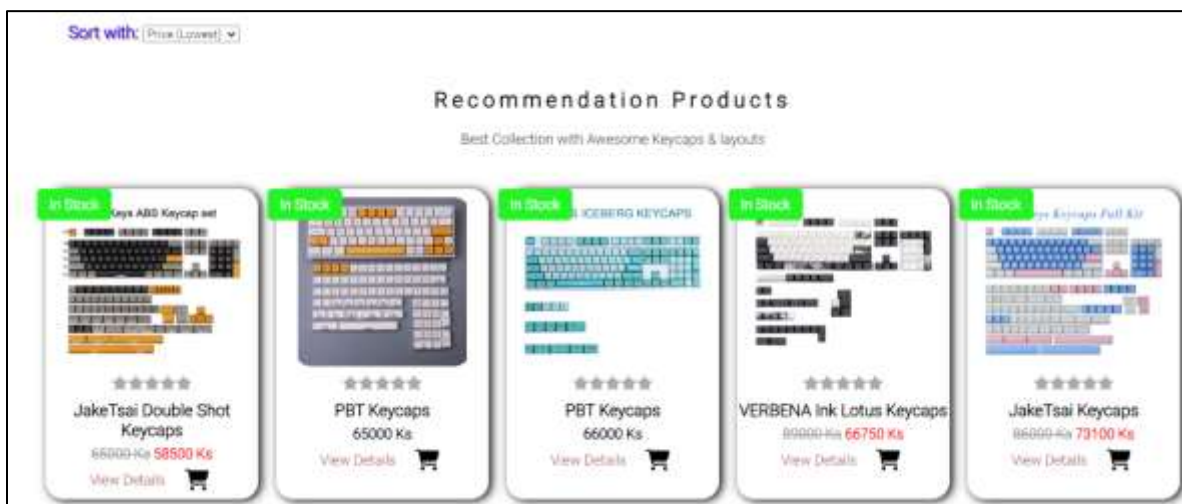 Sort with: Price (Lowest)
Recommendation Products
Best Collection with Awesome Keycaps & layouts
In Stock
Keys ABS Keycap set
JakeTsai Double Shot
Keycaps
65000 Ks 58500 Ks
View Details
In Stock
PBT Keycaps
65000 Ks
View Details
In Stock
ICEBERG KEYCAPS
PBT Keycaps
66000 Ks
View Details
In Stock
VERBENA Ink Lotus Keycaps
89000 Ks 66750 Ks
View Details
In Stock
Keycaps Full Kit
JakeTsai Keycaps
86000 Ks 73100 Ks
View Details